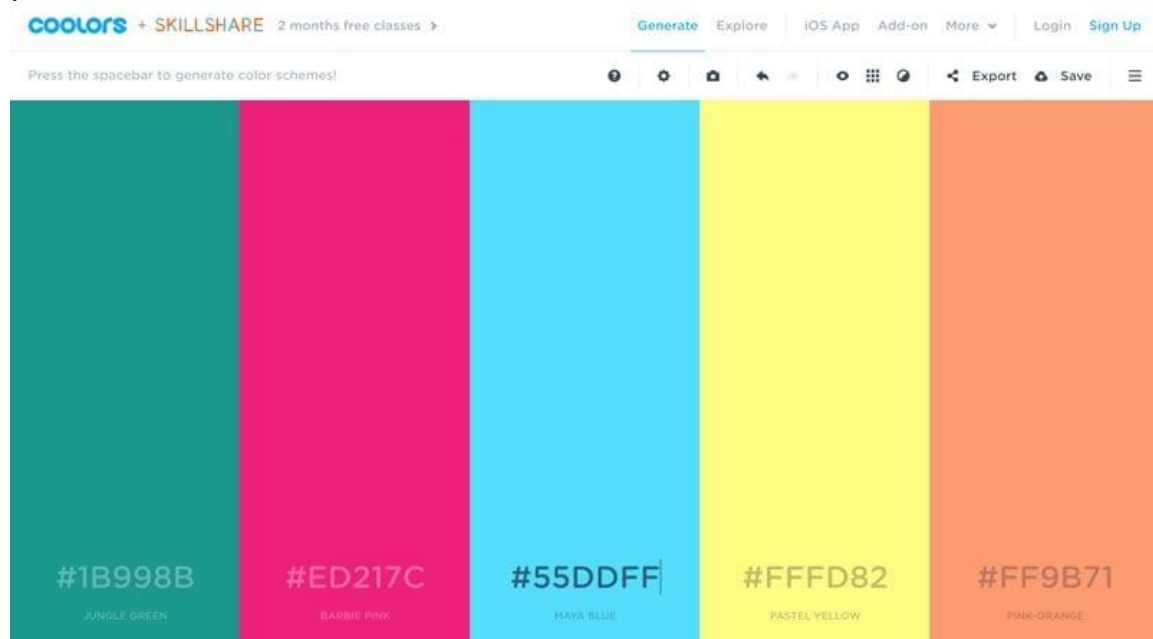 coolors + SKILLSHARE 2 months free classes > Generate Explore iOS App Add-on More Login Sign Up
Press the spacebar to generate color schemes! Export Save
#1B998B #ED217C #55DDFF #FFFD82 #FF9B71
JUNGLE GREEN BARBIE PINK MAYA BLUE PASTEL YELLOW PINK-ORANGE